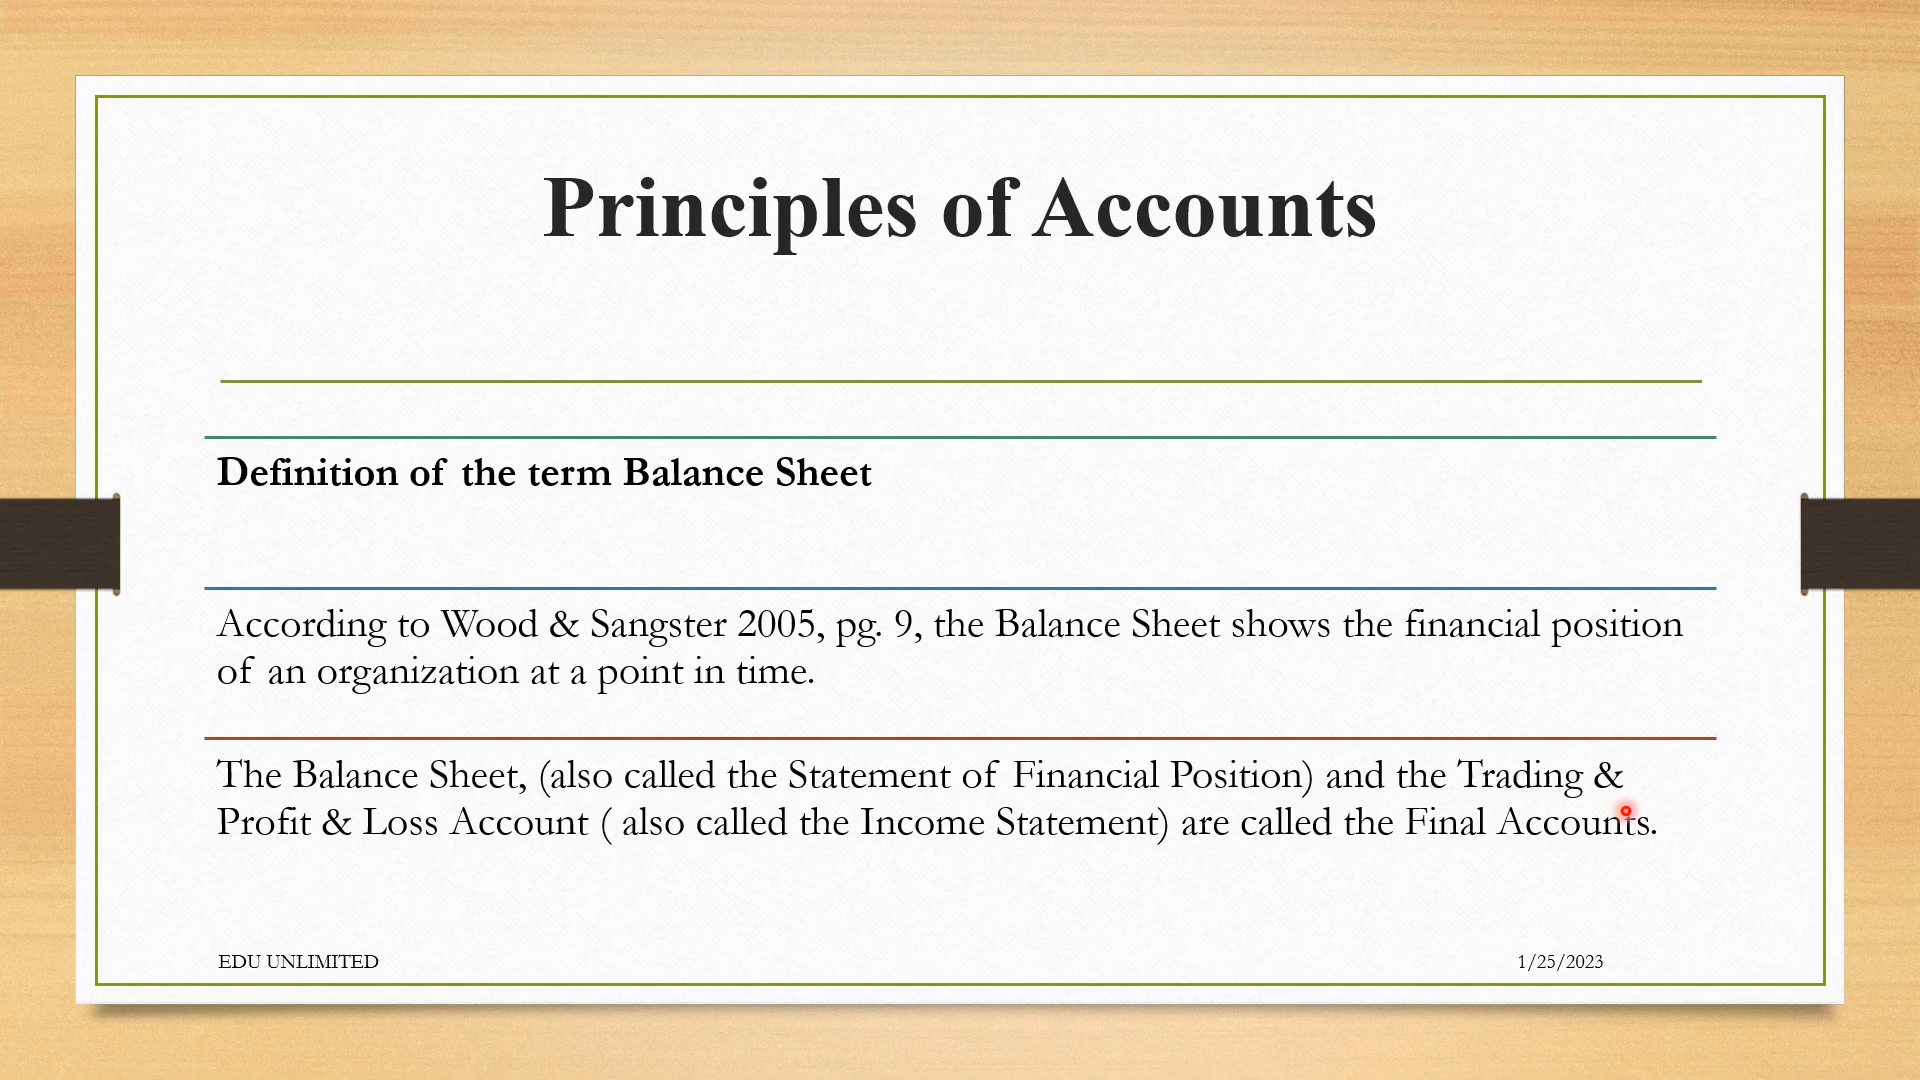 Principles of Accounts
Definition of the term Balance Sheet
According to Wood & Sangster 2005, pg. 9, the Balance Sheet shows the financial position
of an organization at a point in time.
The Balance Sheet, (also called the Statement of Financial Position) and the Trading &
Profit & Loss Account ( also called the Income Statement) are called the Final Accounts.
EDU UNLIMITED
1/25/2023